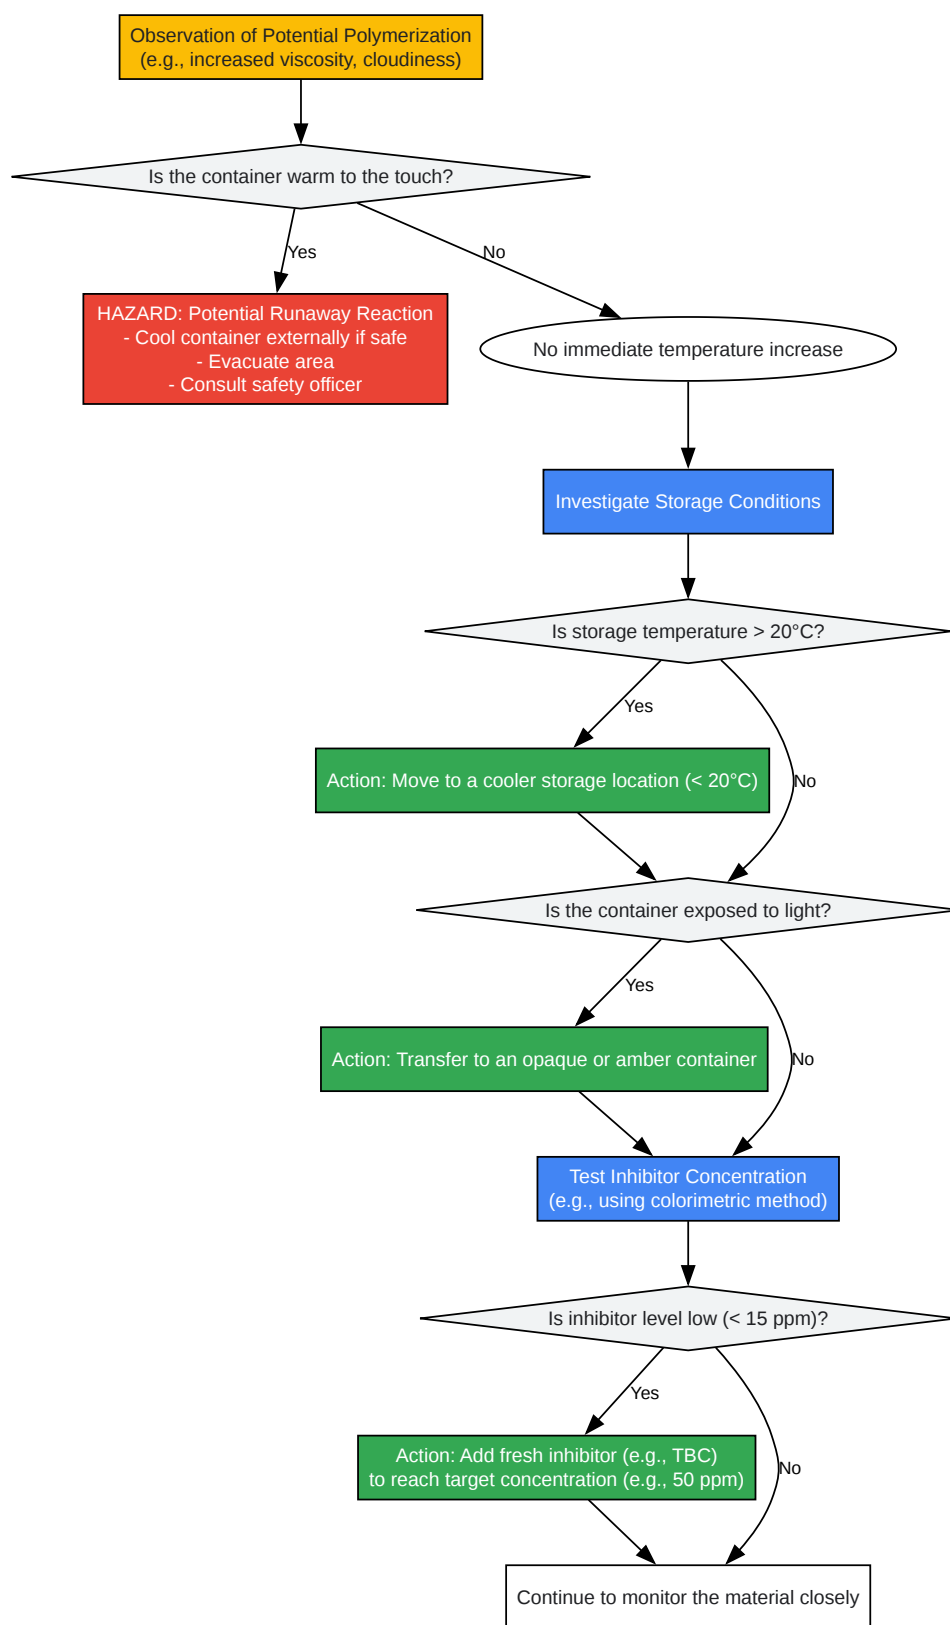 Observation of Potential Polymerization
(e.g., increased viscosity, cloudiness)
Is the container warm to the touch?
Yes
No
HAZARD: Potential Runaway Reaction
- Cool container externally if safe
- Evacuate area
- Consult safety officer
No immediate temperature increase
Investigate Storage Conditions
Is storage temperature > 20°C?
Yes
Action: Move to a cooler storage location (< 20°C)
No
Is the container exposed to light?
Yes
Action: Transfer to an opaque or amber container
No
Test Inhibitor Concentration
(e.g., using colorimetric method)
Is inhibitor level low (< 15 ppm)?
Yes
Action: Add fresh inhibitor (e.g., TBC)
to reach target concentration (e.g., 50 ppm)
No
Continue to monitor the material closely